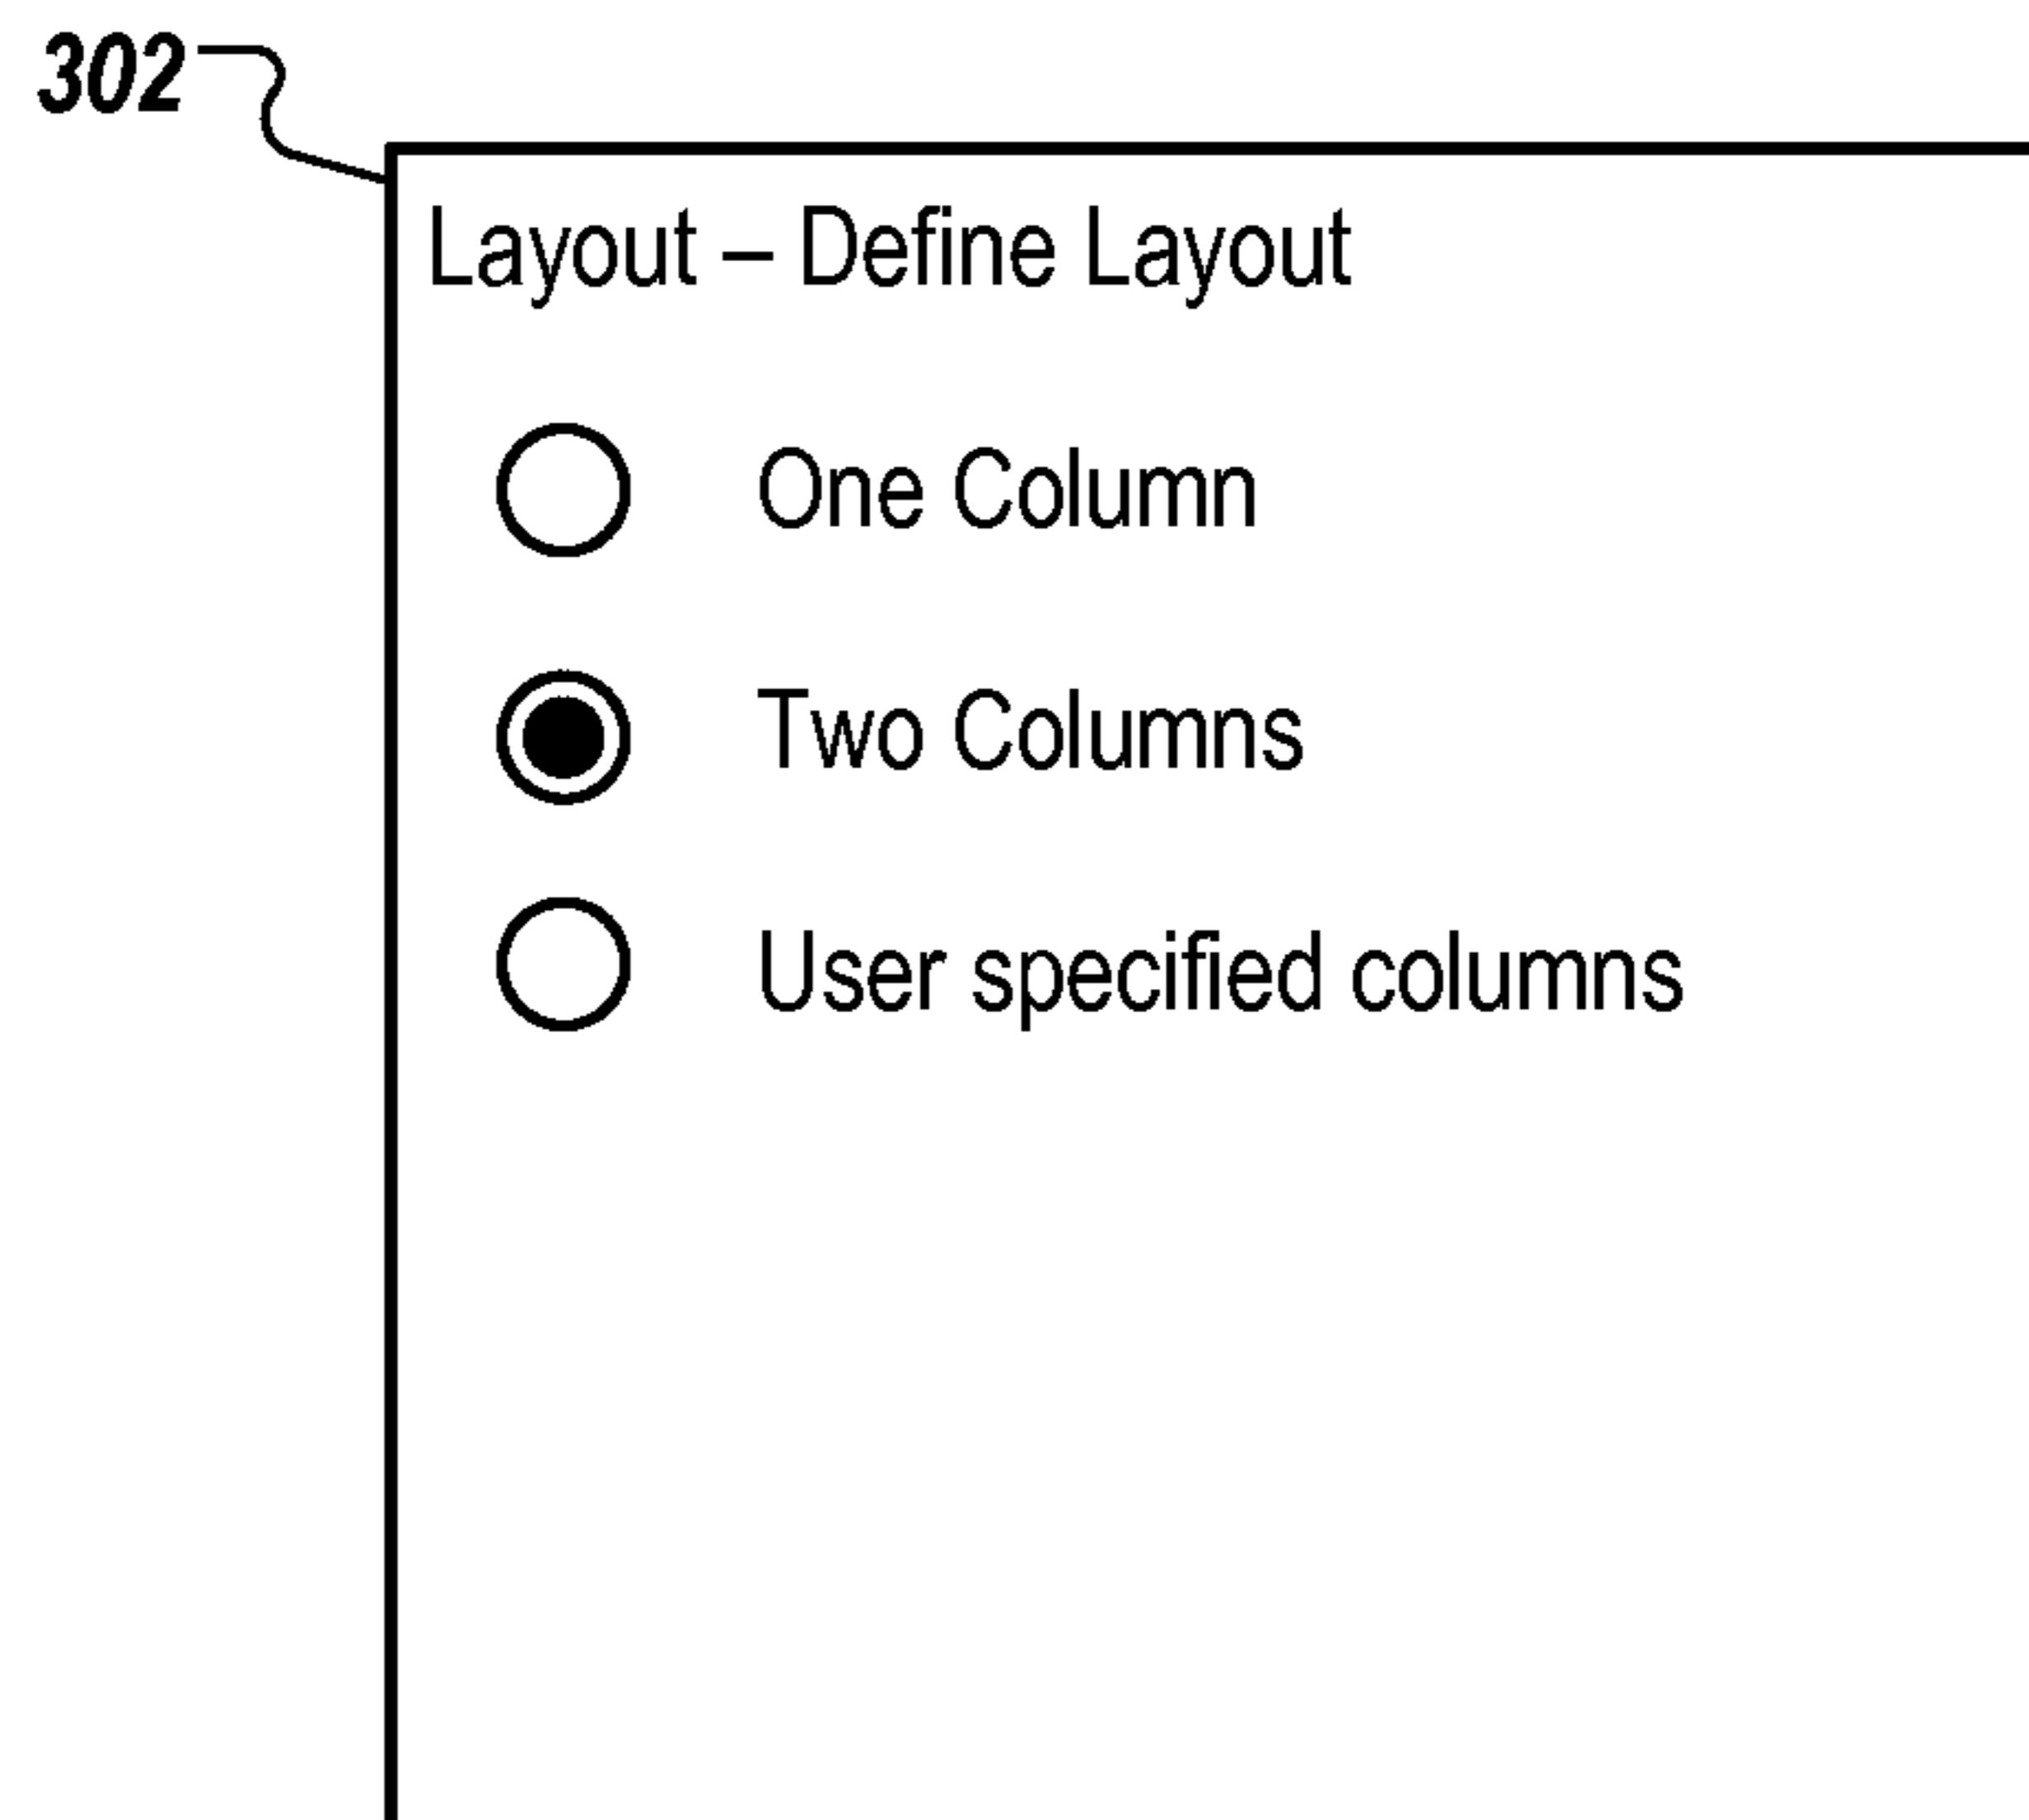 302
Layout – Define Layout
One Column
Two Columns
User specified columns